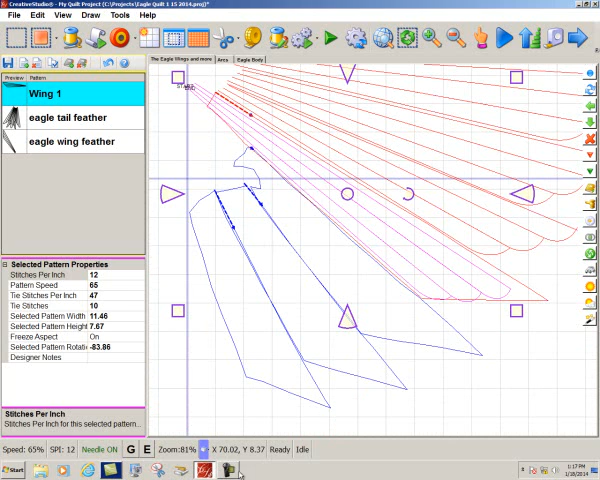 CreativeStudio® - My Quilt Project (C:\Projects\Eagle Quilt 1 15 2014.prj)*
File View Draw Tools Help
The Eagle Wings and more Arcs Eagle Body
Preview Pattern
Wing 1
eagle tail feather
eagle wing feather
Selected Pattern Properties
Stitches Per Inch 12
Pattern Speed 65
Tie Stitches Per Inch 47
Tie Stitches 10
Selected Pattern Width 11.46
Selected Pattern Height 7.67
Freeze Aspect On
Selected Pattern Rotati -83.86
Designer Notes
Stitches Per Inch
Stitches Per Inch for this selected pattern...
Speed: 65% SPI: 12 Needle ON G E Zoom:81% X 70.02, Y 8.37 Ready Idle
Start
1:17 PM
1/18/2014